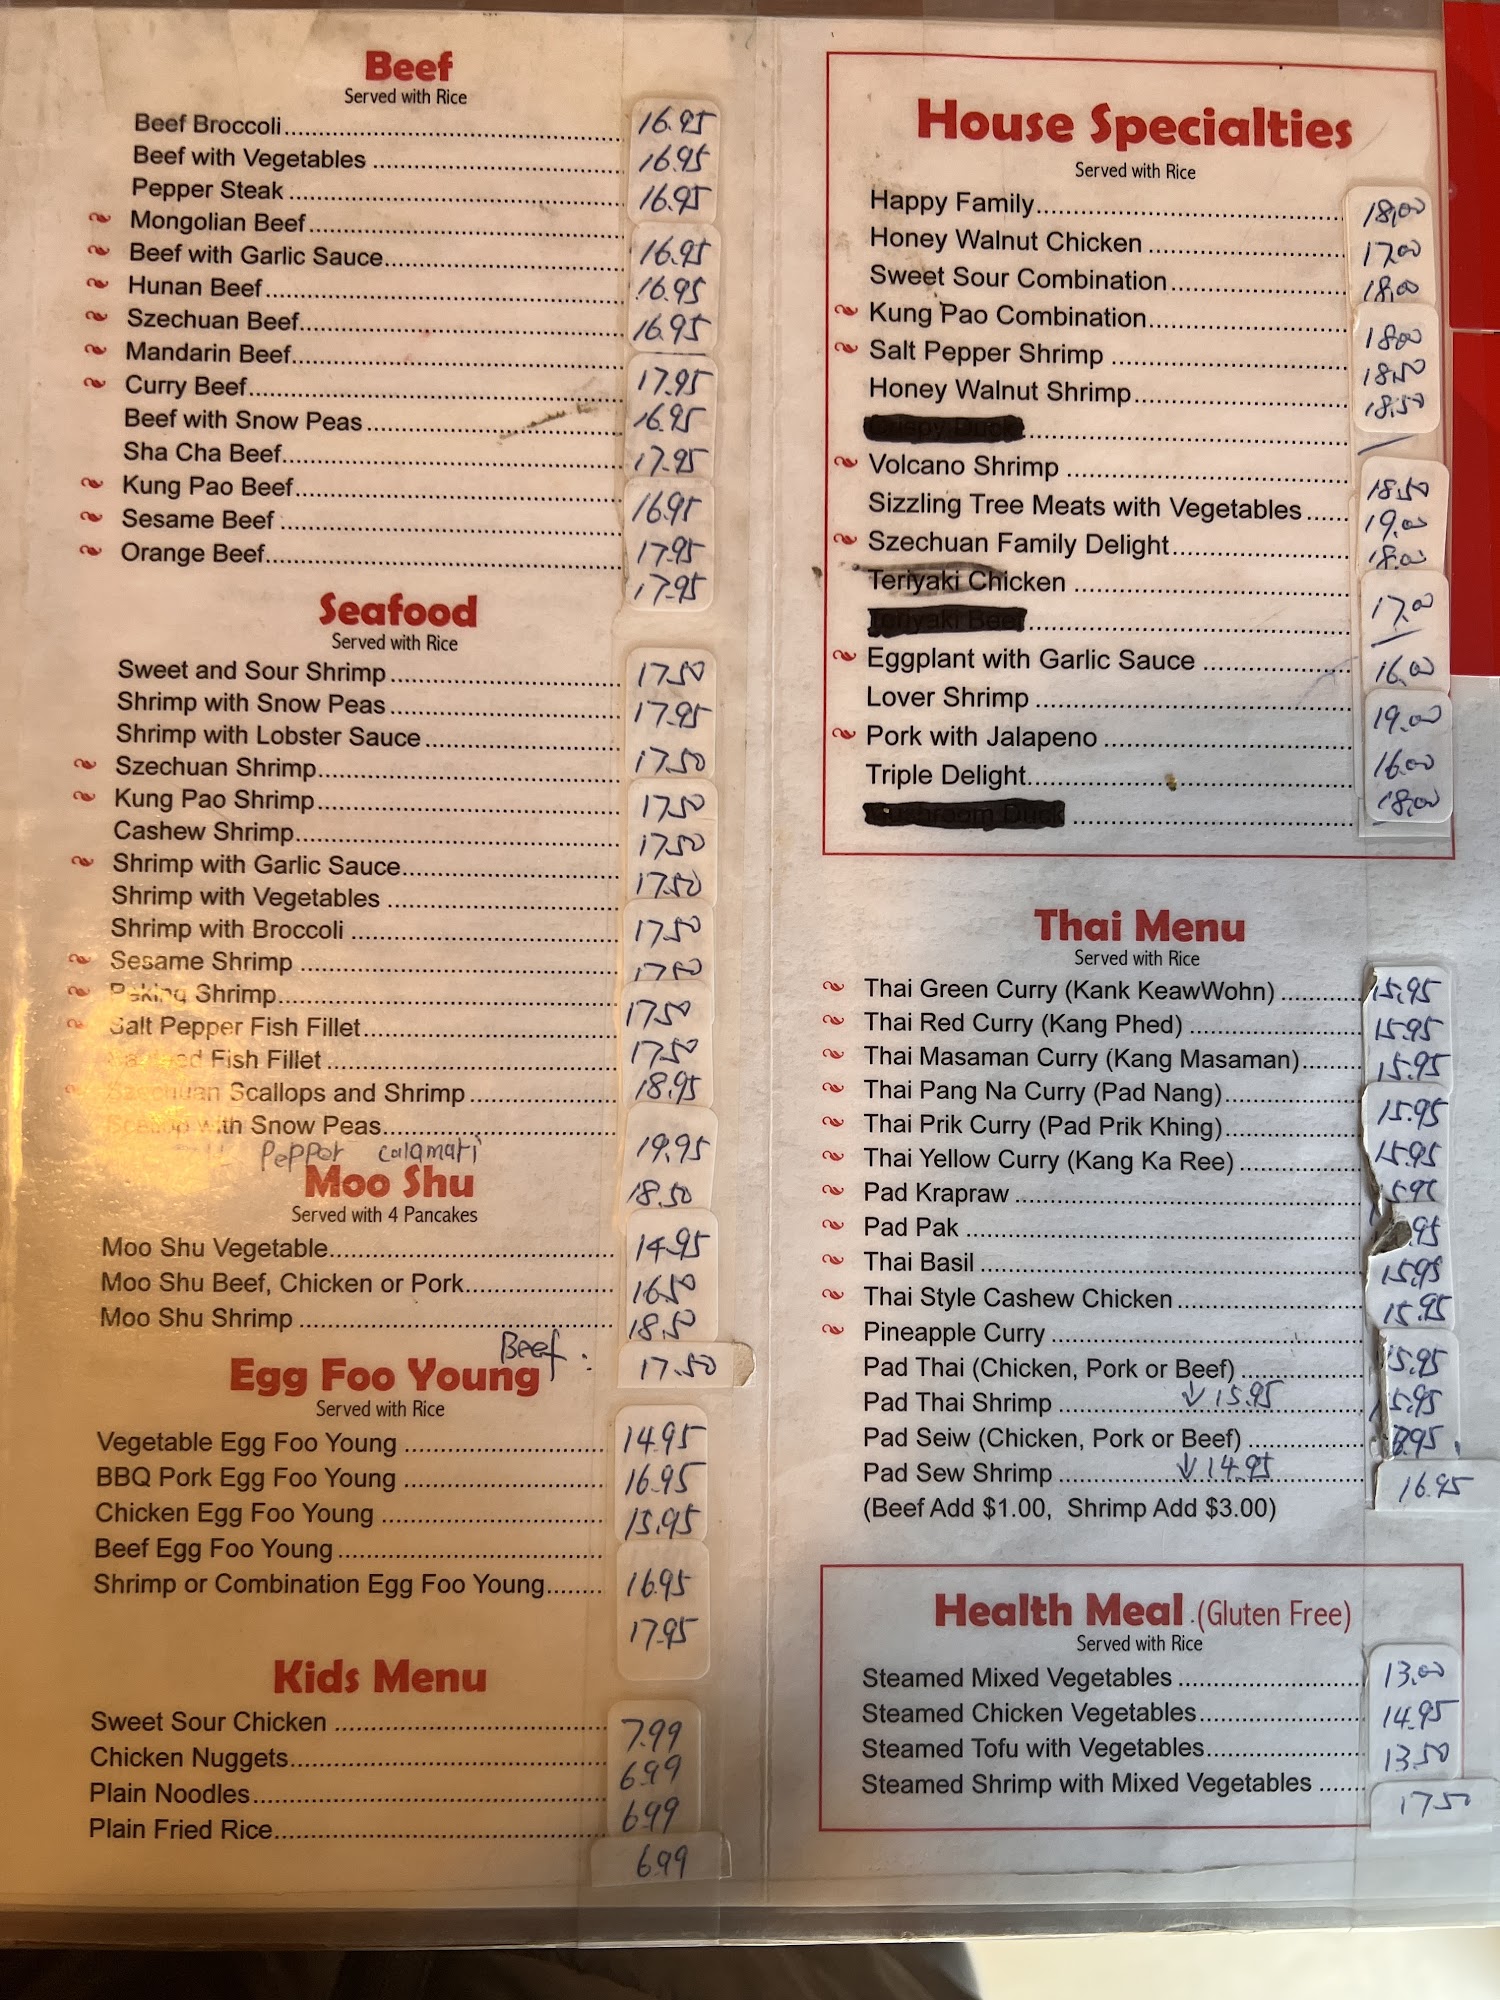 Beef
Served with Rice
Beef Broccoli 16.95
Beef with Vegetables 16.95
Pepper Steak 16.95
Mongolian Beef
Beef with Garlic Sauce 16.95
Hunan Beef 16.95
Szechuan Beef 16.95
Mandarin Beef
Curry Beef 17.95
Beef with Snow Peas 16.95
Sha Cha Beef 17.95
Kung Pao Beef 16.95
Sesame Beef 17.95
Orange Beef 17.95
Seafood
Served with Rice
Sweet and Sour Shrimp 17.50
Shrimp with Snow Peas 17.95
Shrimp with Lobster Sauce 17.50
Szechuan Shrimp
Kung Pao Shrimp 17.50
Cashew Shrimp 17.50
Shrimp with Garlic Sauce 17.50
Shrimp with Vegetables
Shrimp with Broccoli 17.50
Sesame Shrimp 17.50
Peking Shrimp 17.50
Salt Pepper Fish Fillet
Fish Fillet 17.50
Szechuan Scallops and Shrimp 18.95
Scallop with Snow Peas 19.95
Pepper calamari 18.50
Moo Shu
Served with 4 Pancakes
Moo Shu Vegetable 14.95
Moo Shu Beef, Chicken or Pork 16.50
Moo Shu Shrimp 18.50
Beef : 17.50
Egg Foo Young
Served with Rice
Vegetable Egg Foo Young 14.95
BBQ Pork Egg Foo Young 16.95
Chicken Egg Foo Young 15.95
Beef Egg Foo Young 16.95
Shrimp or Combination Egg Foo Young 17.95
Kids Menu
Sweet Sour Chicken 7.99
Chicken Nuggets 6.99
Plain Noodles 6.99
Plain Fried Rice 6.99
House Specialties
Served with Rice
Happy Family 18.00
Honey Walnut Chicken 17.00
Sweet Sour Combination 18.00
Kung Pao Combination 18.00
Salt Pepper Shrimp 18.50
Honey Walnut Shrimp 18.50
Crispy Duck
Volcano Shrimp 18.50
Sizzling Tree Meats with Vegetables 19.00
Szechuan Family Delight 18.00
Teriyaki Chicken 17.00
Teriyaki Beef
Eggplant with Garlic Sauce 16.00
Lover Shrimp 19.00
Pork with Jalapeno 16.00
Triple Delight 18.00
Mushroom Duck
Thai Menu
Served with Rice
Thai Green Curry (Kank KeawWohn) 15.95
Thai Red Curry (Kang Phed) 15.95
Thai Masaman Curry (Kang Masaman) 15.95
Thai Pang Na Curry (Pad Nang)
Thai Prik Curry (Pad Prik Khing) 15.95
Thai Yellow Curry (Kang Ka Ree) 15.95
Pad Krapraw 5.95
Pad Pak .95
Thai Basil 15.95
Thai Style Cashew Chicken 15.95
Pineapple Curry
Pad Thai (Chicken, Pork or Beef) 15.95
↓ 15.95
Pad Thai Shrimp 5.95
Pad Seiw (Chicken, Pork or Beef) .95
↓ 14.95
Pad Sew Shrimp 16.95
(Beef Add $1.00, Shrimp Add $3.00)
Health Meal (Gluten Free)
Served with Rice
Steamed Mixed Vegetables 13.00
Steamed Chicken Vegetables 14.95
Steamed Tofu with Vegetables 13.50
Steamed Shrimp with Mixed Vegetables 17.50